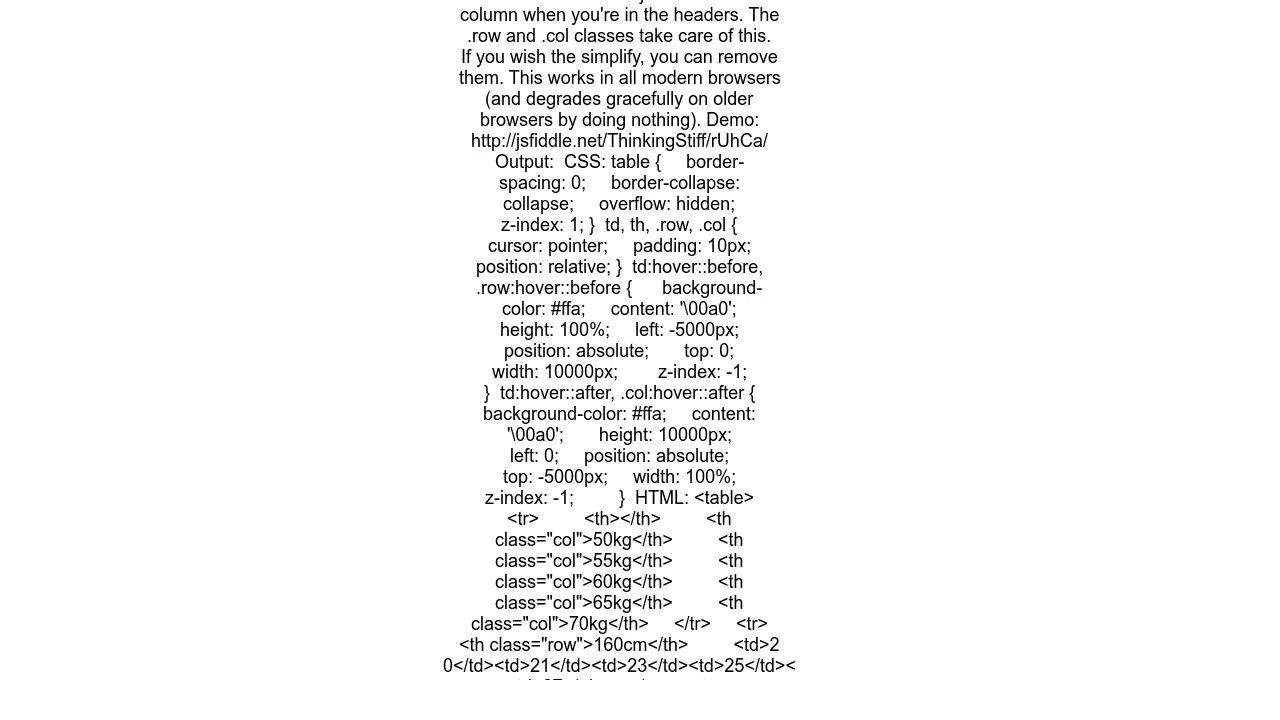 column when you're in the headers. The
.row and .col classes take care of this.
If you wish the simplify, you can remove
them. This works in all modern browsers
(and degrades gracefully on older
browsers by doing nothing). Demo:
http://jsfiddle.net/ThinkingStiff/rUhCa/
Output:  CSS: table {     border-
spacing: 0;     border-collapse:
collapse;     overflow: hidden;
z-index: 1; }  td, th, .row, .col {
cursor: pointer;     padding: 10px;
position: relative; }  td:hover::before,
.row:hover::before {      background-
color: #ffa;     content: '\00a0';
height: 100%;     left: -5000px;
position: absolute;       top: 0;
width: 10000px;        z-index: -1;
}  td:hover::after, .col:hover::after {
background-color: #ffa;     content:
'\00a0';       height: 10000px;
left: 0;     position: absolute;
top: -5000px;     width: 100%;
z-index: -1;         }  HTML: <table>
<tr>         <th></th>         <th
class="col">50kg</th>         <th
class="col">55kg</th>         <th
class="col">60kg</th>         <th
class="col">65kg</th>         <th
class="col">70kg</th>     </tr>     <tr>
<th class="row">160cm</th>         <td>2
0</td><td>21</td><td>23</td><td>25</td><